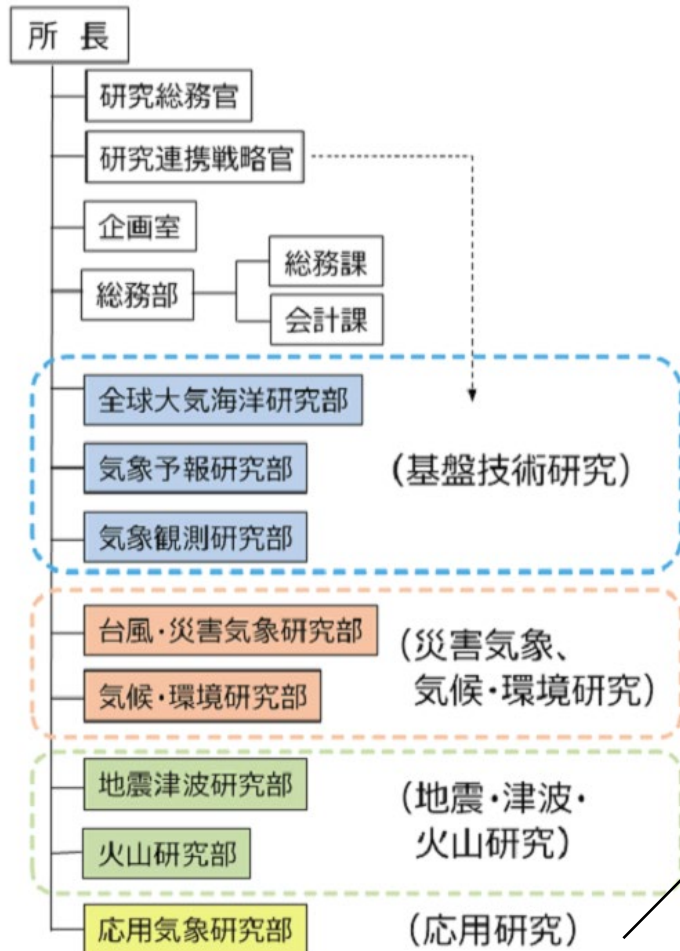 所 長
研究総務官
研究連携戦略官
企画室
総務部
総務課
会計課
全球大気海洋研究部
気象予報研究部
気象観測研究部
(基盤技術研究)
台風・災害気象研究部
気候・環境研究部
(災害気象、
気候・環境研究)
地震津波研究部
火山研究部
(地震・津波・
火山研究)
応用気象研究部
(応用研究)